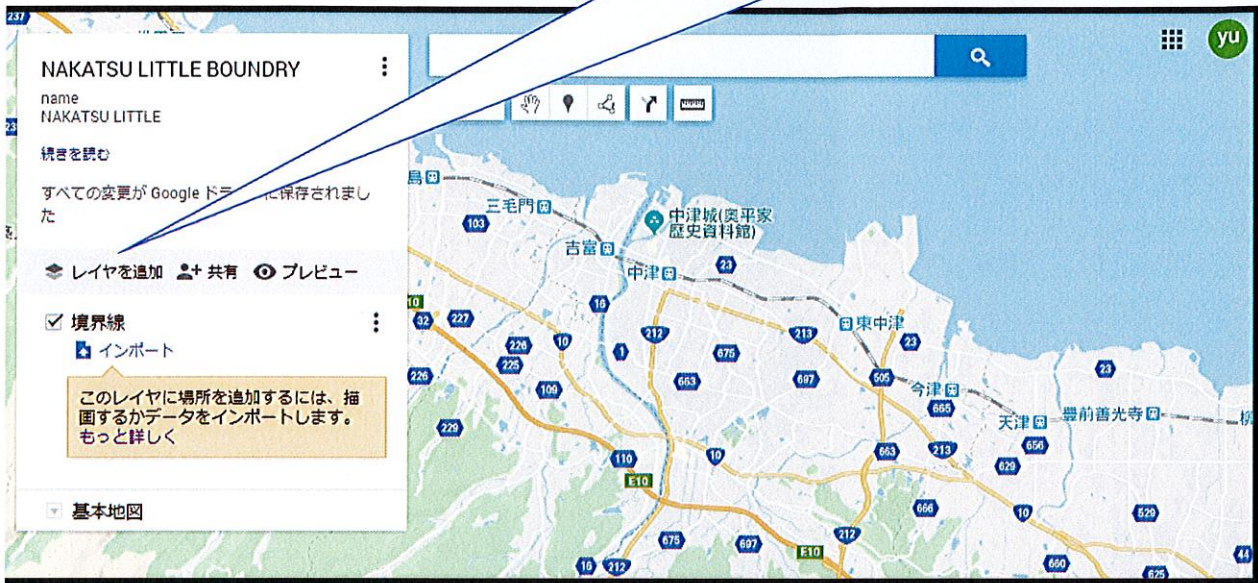 NAKATSU LITTLE BOUNDRY
name
NAKATSU LITTLE
続きを読む
すべての変更が Google ドラ に保存されまし
た
レイヤを追加 共有 プレビュー
境界線
インポート
このレイヤに場所を追加するには、描
画するかデータをインポートします。
もっと詳しく
基本地図
yu
237
島
三毛門
103
中津城(奥平家
歴史資料館)
吉富
中津
23
10
32
227
16
212
213
東中津
23
226
10
1
675
225
226
109
663
697
505
今津
665
23
天津
豊前善光寺
656
229
110
10
663
213
629
E10
666
10
529
212
675
697
E10
16
212
660
44
625